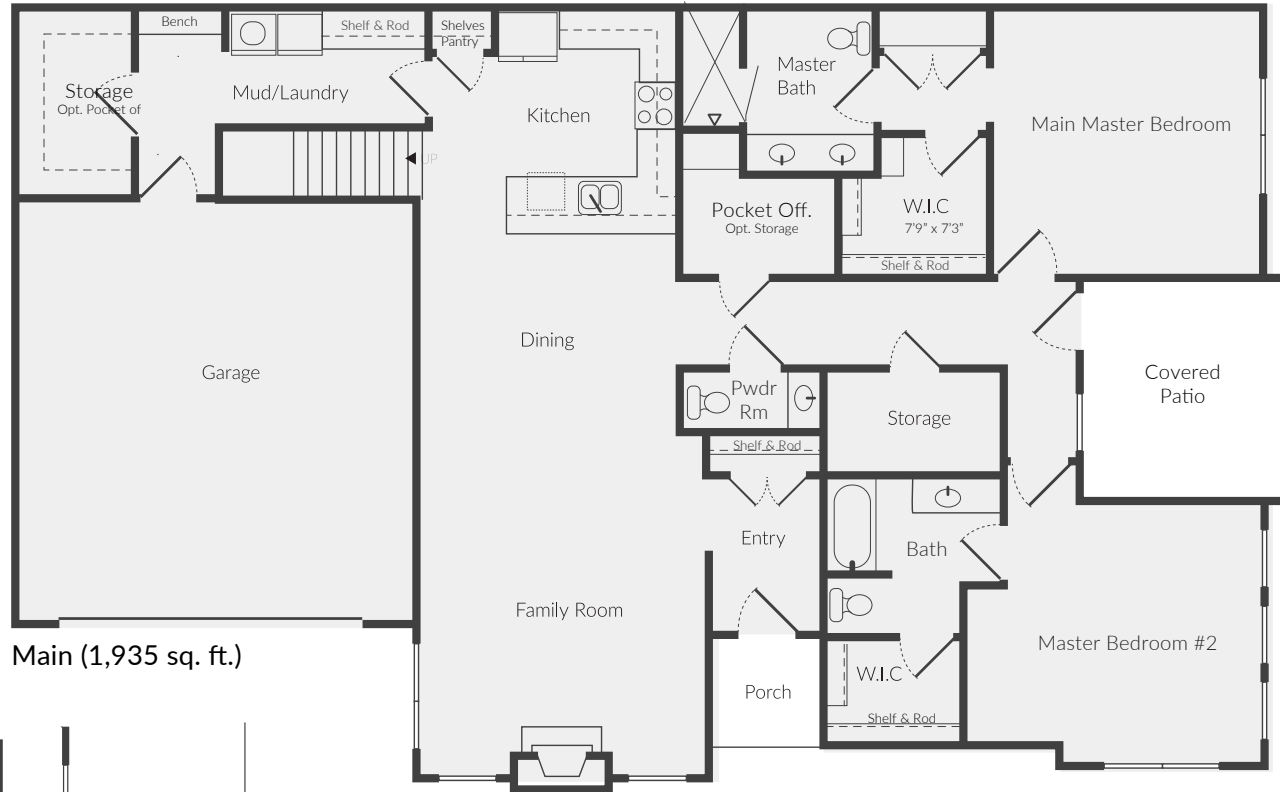 Bench
Shelf & Rod
Shelves
Pantry
Storage
Opt. Pocket of
Mud/Laundry
Kitchen
Master
Bath
Main Master Bedroom
UP
Pocket Off.
Opt. Storage
W.I.C
7'9" x 7'3"
Shelf & Rod
Garage
Dining
Pwdr
Rm
Storage
Covered
Patio
Shelf & Rod
Entry
Bath
Family Room
Master Bedroom #2
Main (1,935 sq. ft.)
Porch
W.I.C
Shelf & Rod